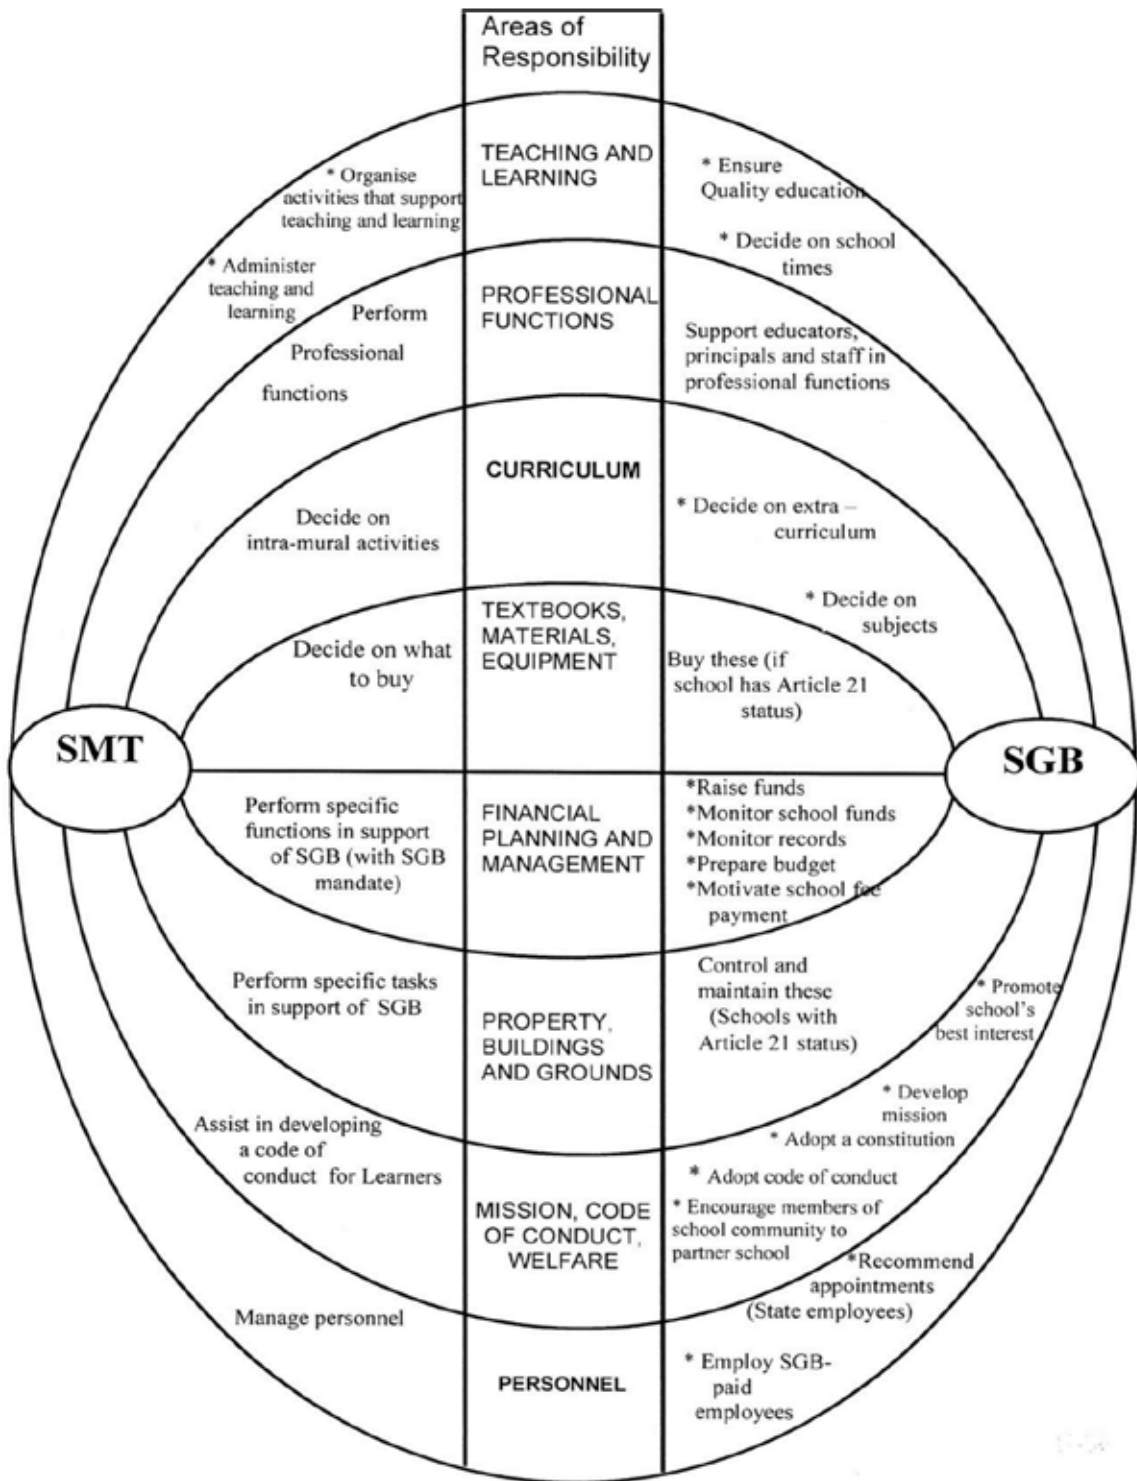 Areas of
Responsibility
TEACHING AND
LEARNING
* Organise
activities that support
teaching and learning
* Administer
teaching and
learning
* Ensure
Quality education
* Decide on school
times
PROFESSIONAL
FUNCTIONS
Perform
Professional
functions
Support educators,
principals and staff in
professional functions
CURRICULUM
Decide on
intra-mural activities
* Decide on extra –
curriculum
* Decide on
subjects
TEXTBOOKS,
MATERIALS,
EQUIPMENT
Decide on what
to buy
Buy these (if
school has Article 21
status)
SMT
SGB
Perform specific
functions in support
of SGB (with SGB
mandate)
FINANCIAL
PLANNING AND
MANAGEMENT
*Raise funds
*Monitor school funds
*Monitor records
*Prepare budget
*Motivate school fee
payment
Perform specific tasks
in support of SGB
PROPERTY,
BUILDINGS
AND GROUNDS
Control and
maintain these
(Schools with
Article 21 status)
* Promote
school's
best interest
* Develop
mission
* Adopt a constitution
Assist in developing
a code of
conduct for Learners
MISSION, CODE
OF CONDUCT,
WELFARE
* Adopt code of conduct
* Encourage members of
school community to
partner school
*Recommend
appointments
(State employees)
Manage personnel
PERSONNEL
* Employ SGB-
paid
employees